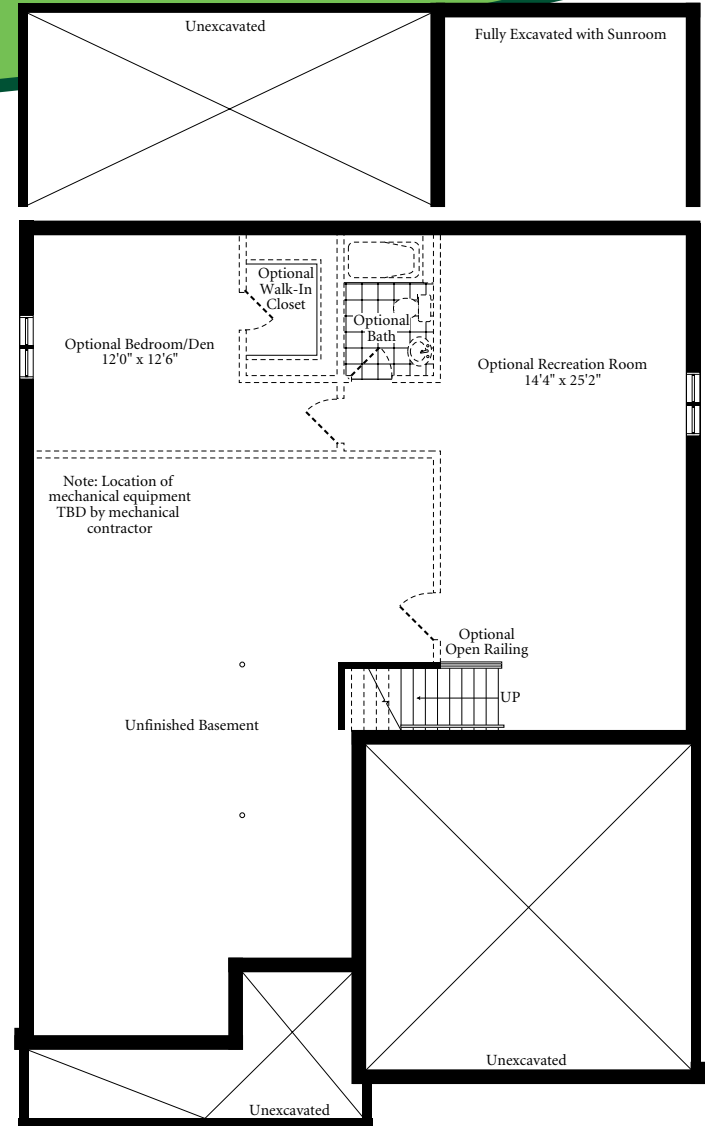 Unexcavated
Fully Excavated with Sunroom
Optional
Walk-In
Closet
Optional
Bath
Optional Bedroom/Den
12'0" x 12'6"
Optional Recreation Room
14'4" x 25'2"
Note: Location of
mechanical equipment
TBD by mechanical
contractor
Optional
Open Railing
UP
Unfinished Basement
Unexcavated
Unexcavated